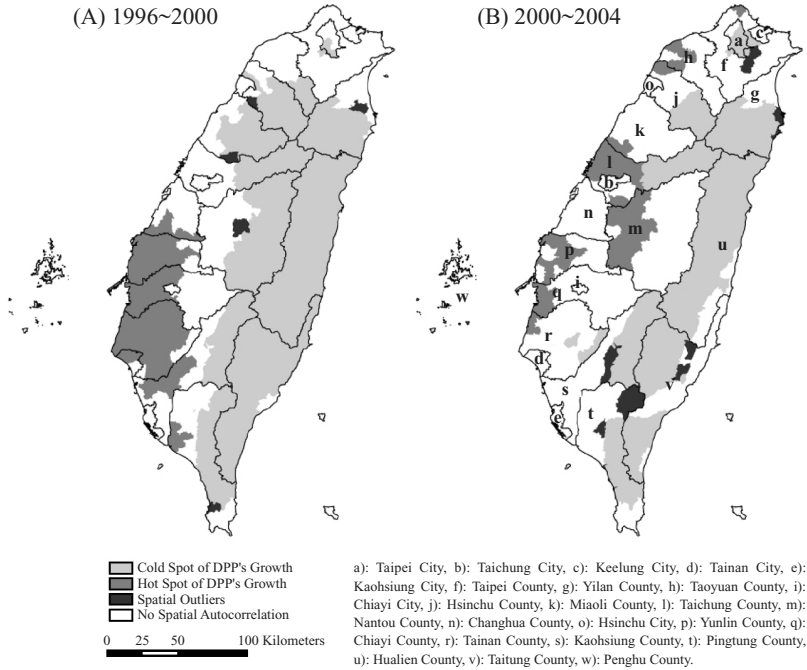 (A) 1996~2000
(B) 2000~2004
c
a
h
f
o
j
g
k
l
b
n
m
p
u
i
w
q
r
d
v
s
t
e
Cold Spot of DPP's Growth
Hot Spot of DPP's Growth
Spatial Outliers
No Spatial Autocorrelation
0 25 50 100 Kilometers
a): Taipei City, b): Taichung City, c): Keelung City, d): Tainan City, e):
Kaohsiung City, f): Taipei County, g): Yilan County, h): Taoyuan County, i):
Chiayi City, j): Hsinchu County, k): Miaoli County, l): Taichung County, m):
Nantou County, n): Changhua County, o): Hsinchu City, p): Yunlin County, q):
Chiayi County, r): Tainan County, s): Kaohsiung County, t): Pingtung County,
u): Hualien County, v): Taitung County, w): Penghu County.